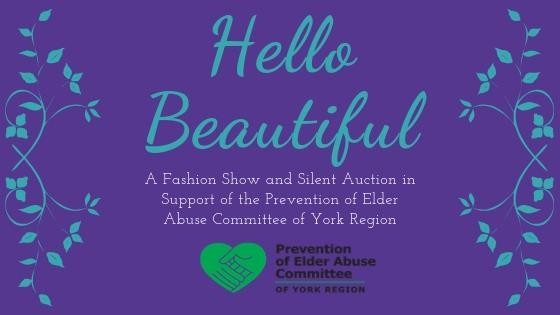 Hello
Beautiful
A Fashion Show and Silent Auction in
Support of the Prevention of Elder
Abuse Committee of York Region
Prevention
of Elder Abuse
Committee
OF YORK REGION